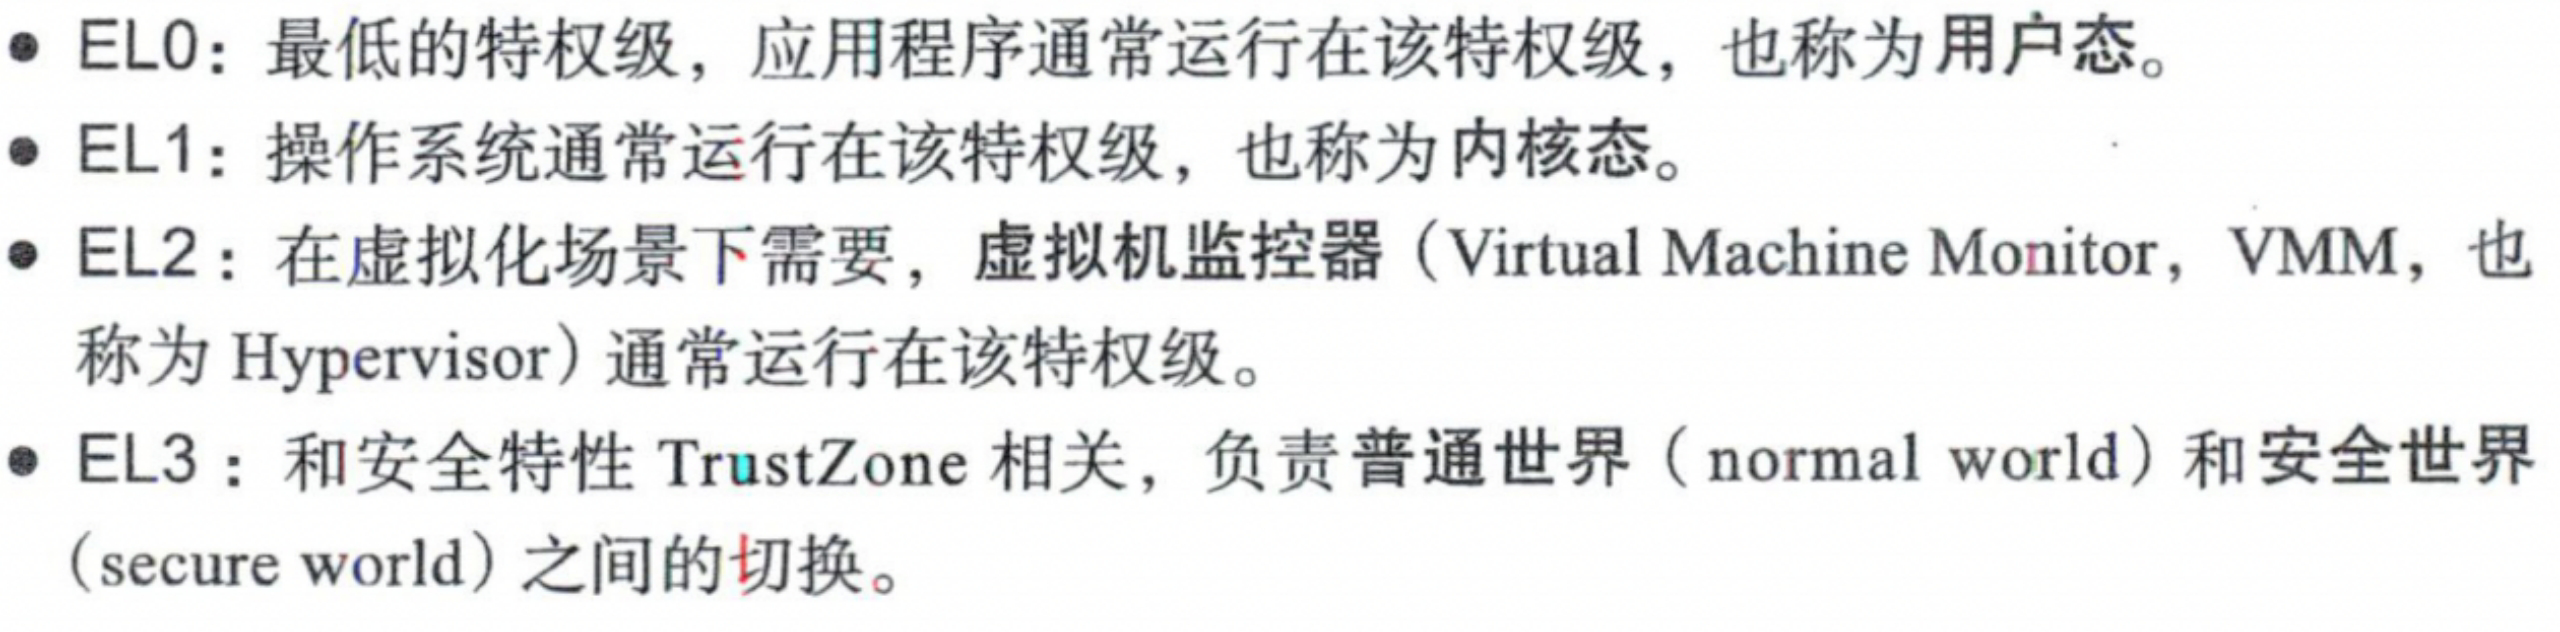 ● EL0：最低的特权级，应用程序通常运行在该特权级，也称为用户态。
● EL1：操作系统通常运行在该特权级，也称为内核态。
● EL2：在虚拟化场景下需要，虚拟机监控器（Virtual Machine Monitor，VMM，也
称为 Hypervisor）通常运行在该特权级。
● EL3：和安全特性 TrustZone 相关，负责普通世界（normal world）和安全世界
（secure world）之间的切换。